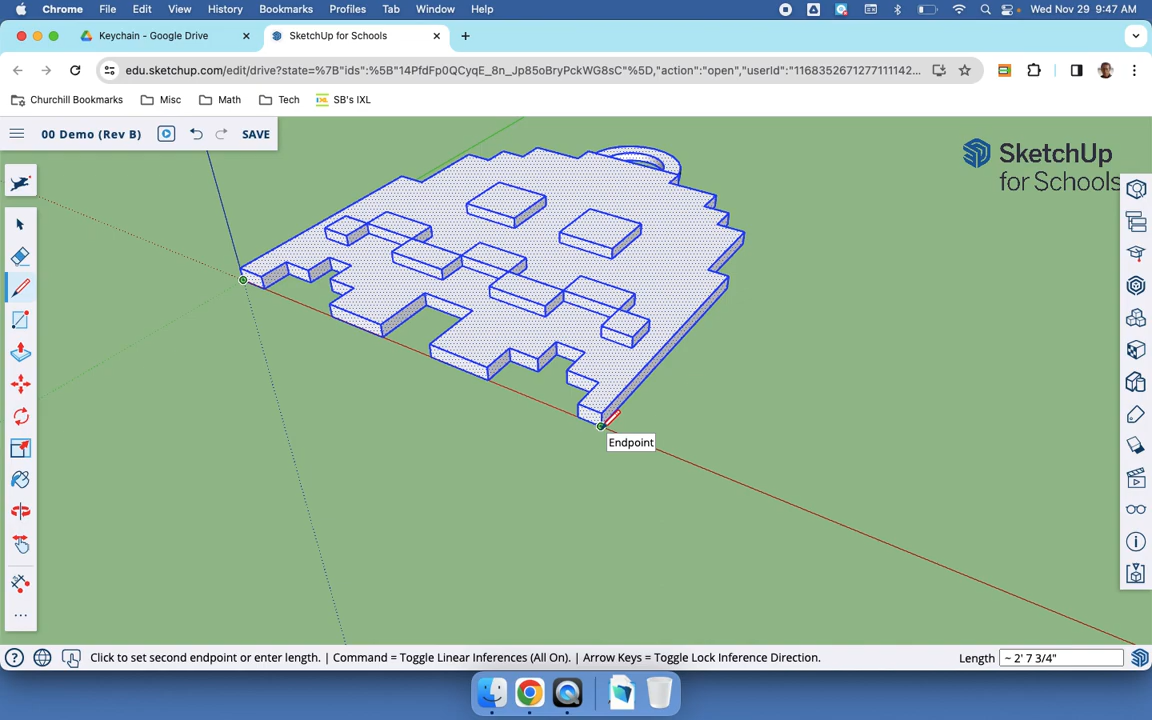 Chrome File Edit View History Bookmarks Profiles Tab Window Help Wed Nov 29 9:47 AM
Keychain - Google Drive SketchUp for Schools
edu.sketchup.com/edit/drive?state=%7B"ids":%5B"14PfdFp0QCyqE_8n_Jp85oBryPckWG8sC"%5D,"action":"open","userId":"1168352671277111142...
Churchill Bookmarks Misc Math Tech IXL SB's IXL
00 Demo (Rev B) SAVE
SketchUp
for Schools
Endpoint
Click to set second endpoint or enter length. | Command = Toggle Linear Inferences (All On). | Arrow Keys = Toggle Lock Inference Direction. Length ~ 2' 7 3/4"